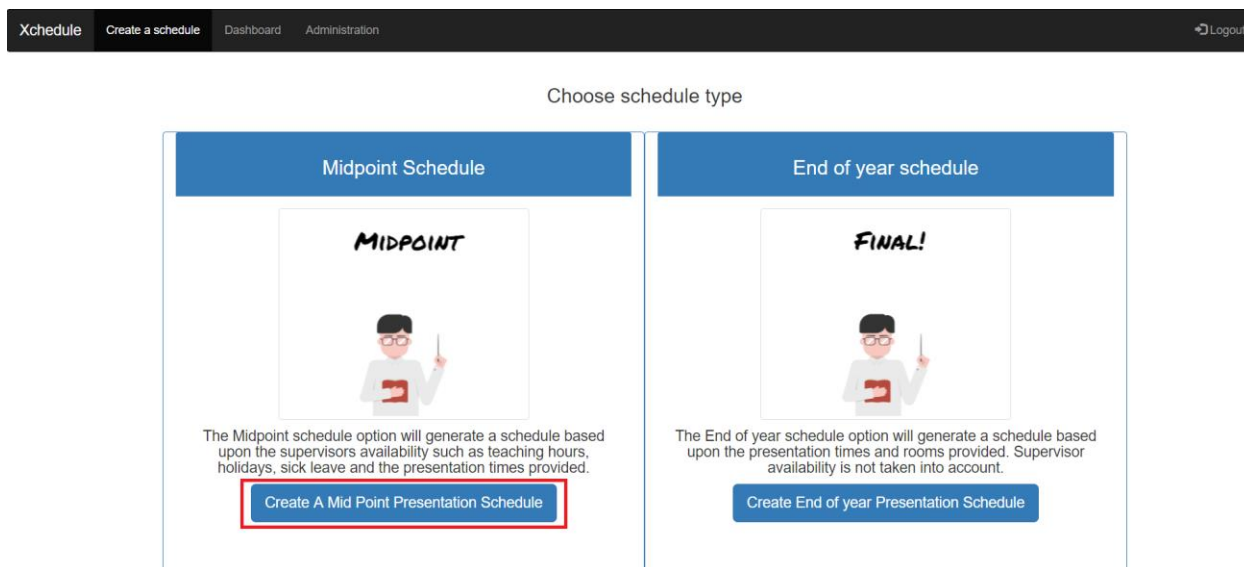 Xchedule Create a schedule Dashboard Administration Logout
Choose schedule type
Midpoint Schedule
MIDPOINT
The Midpoint schedule option will generate a schedule based
upon the supervisors availability such as teaching hours,
holidays, sick leave and the presentation times provided.
Create A Mid Point Presentation Schedule
End of year schedule
FINAL!
The End of year schedule option will generate a schedule based
upon the presentation times and rooms provided. Supervisor
availability is not taken into account.
Create End of year Presentation Schedule